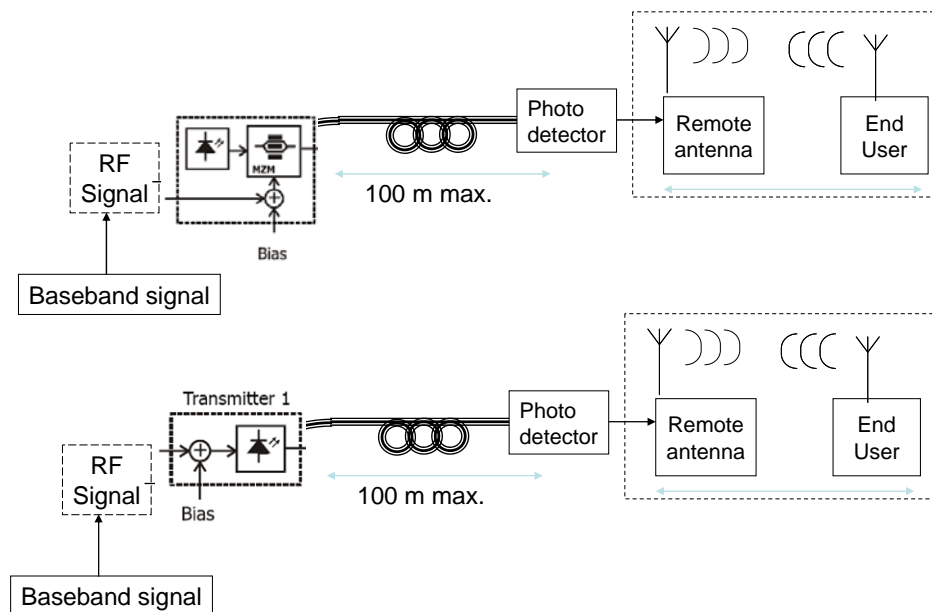 RF
Signal
MZM
Bias
Baseband signal
100 m max.
Photo
detector
Remote
antenna
End
User
Transmitter 1
RF
Signal
Bias
Baseband signal
100 m max.
Photo
detector
Remote
antenna
End
User